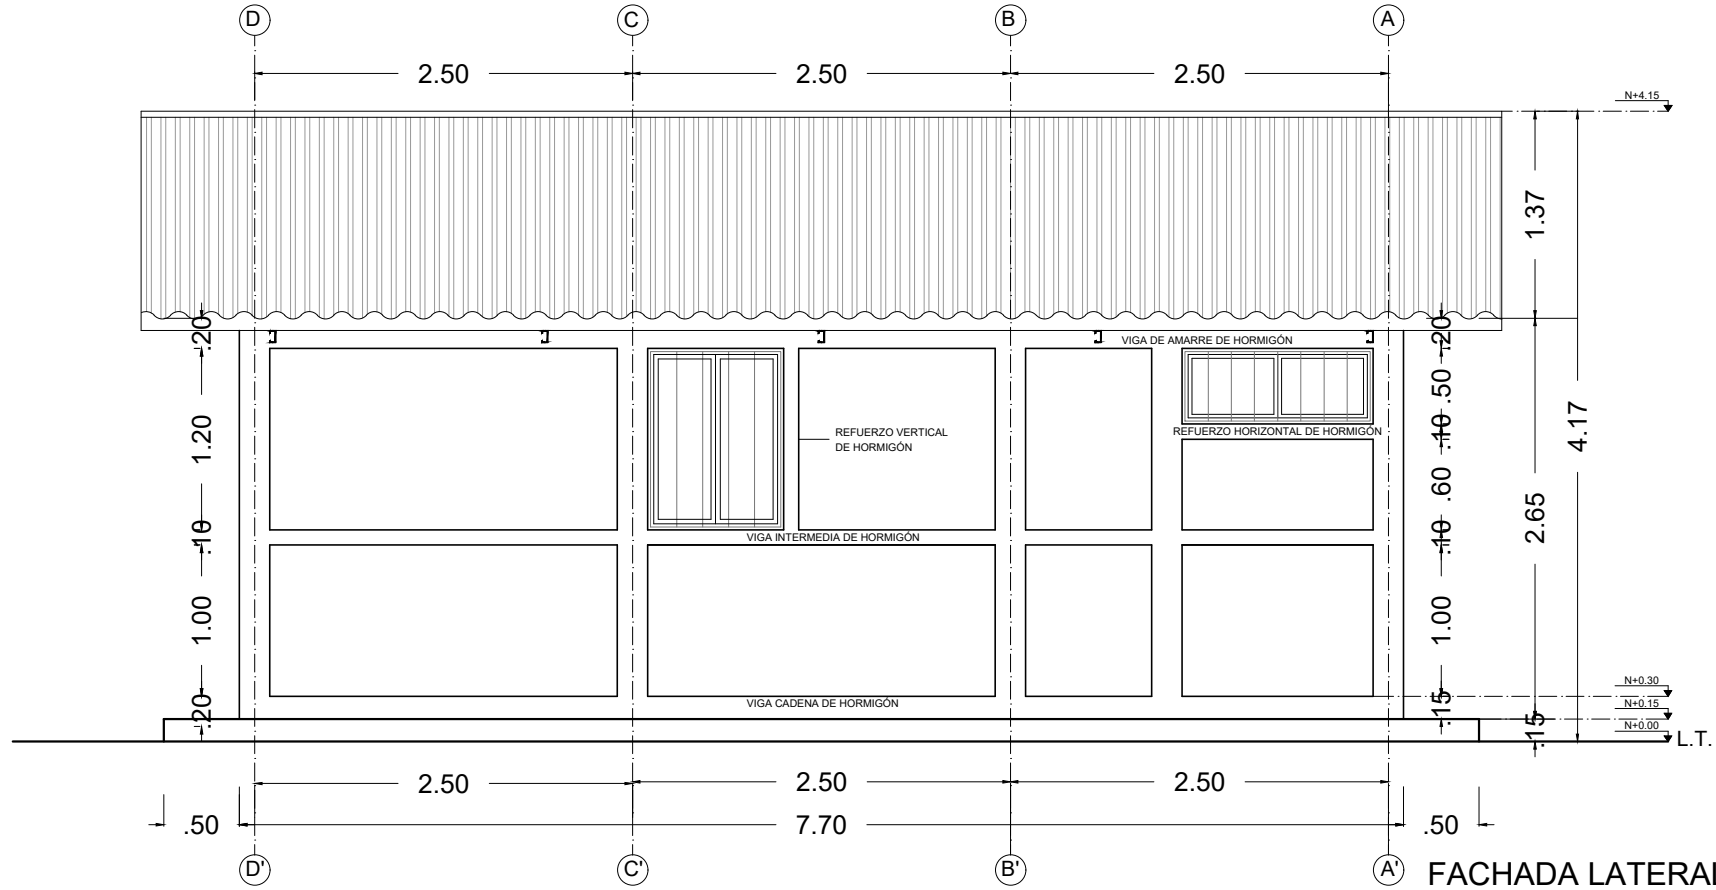 D C B A
2.50 2.50 2.50
N+4.15
1.37
.20 .20
VIGA DE AMARRE DE HORMIGÓN
.50
4.17
1.20
REFUERZO VERTICAL
DE HORMIGÓN
REFUERZO HORIZONTAL DE HORMIGÓN
.10
.60
2.65
.10 .10
VIGA INTERMEDIA DE HORMIGÓN
1.00 1.00
N+0.30
.20 .15
VIGA CADENA DE HORMIGÓN
N+0.15
N+0.00
.15
L.T.
2.50 2.50 2.50
.50 7.70 .50
D' C' B' A'
FACHADA LATERAL